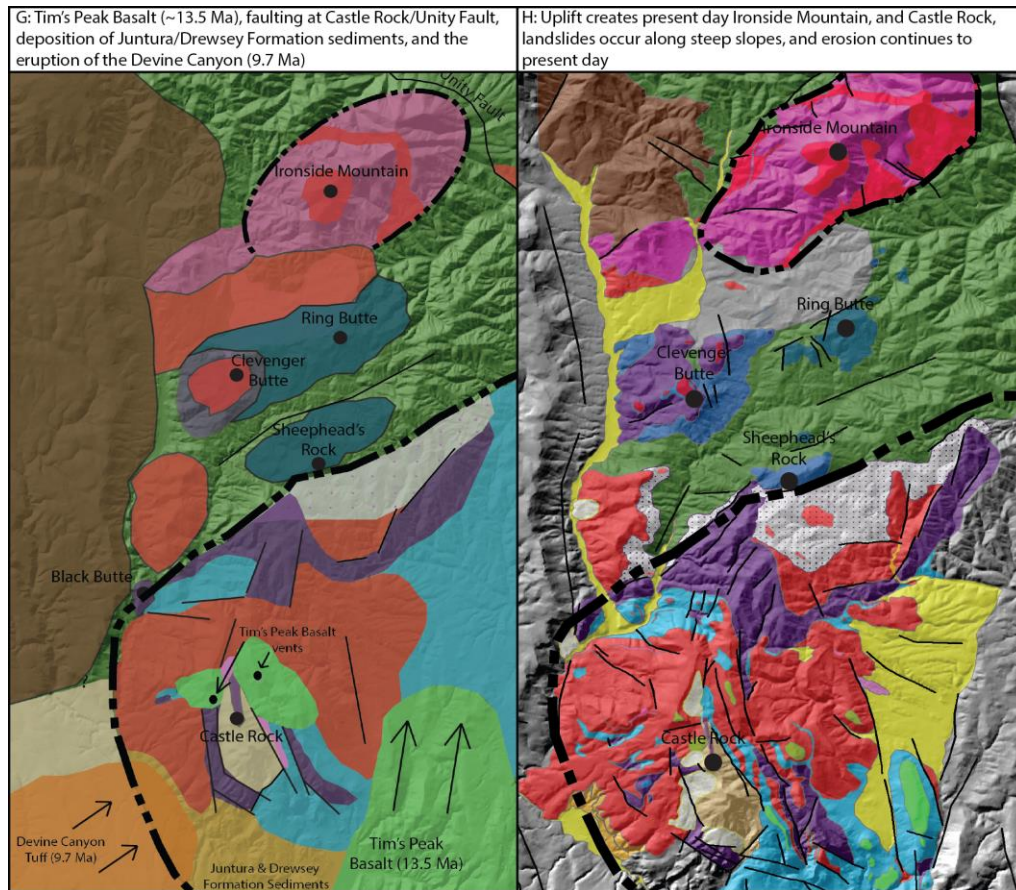 G: Tim's Peak Basalt (~13.5 Ma), faulting at Castle Rock/Unity Fault,
deposition of Juntura/Drewsey Formation sediments, and the
eruption of the Devine Canyon (9.7 Ma)
Unity Fault
Ironside Mountain
Ring Butte
Clevenger
Butte
Sheephead's
Rock
Black Butte
Tim's Peak Basalt
vents
Castle Rock
Devine Canyon
Tuff (9.7 Ma)
Juntura & Drewsey
Formation Sediments
Tim's Peak
Basalt (13.5 Ma)
H: Uplift creates present day Ironside Mountain, and Castle Rock,
landslides occur along steep slopes, and erosion continues to
present day
Ironside Mountain
Ring Butte
Clevenger
Butte
Sheephead's
Rock
Castle Rock